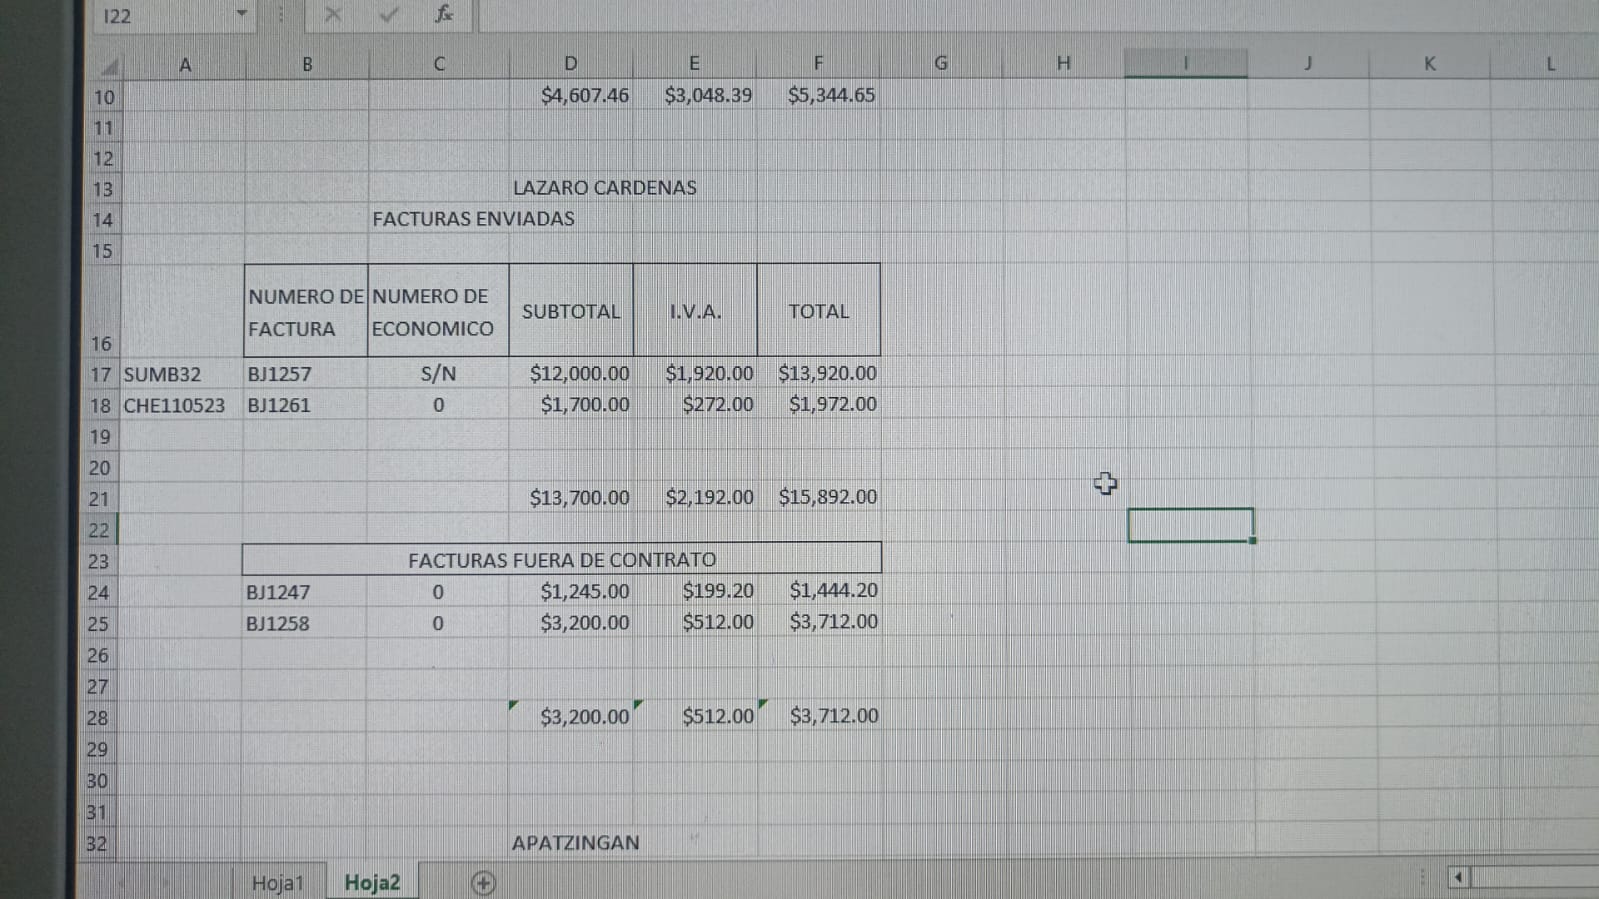 I22 fx
A B C D E F G H I J K L
10 $4,607.46 $3,048.39 $5,344.65
11
12
13 LAZARO CARDENAS
14 FACTURAS ENVIADAS
15
NUMERO DE NUMERO DE
SUBTOTAL I.V.A. TOTAL
FACTURA ECONOMICO
16
17 SUMB32 BJ1257 S/N $12,000.00 $1,920.00 $13,920.00
18 CHE110523 BJ1261 0 $1,700.00 $272.00 $1,972.00
19
20
21 $13,700.00 $2,192.00 $15,892.00
22
23 FACTURAS FUERA DE CONTRATO
24 BJ1247 0 $1,245.00 $199.20 $1,444.20
25 BJ1258 0 $3,200.00 $512.00 $3,712.00
26
27
28 $3,200.00 $512.00 $3,712.00
29
30
31
32 APATZINGAN
Hoja1 Hoja2